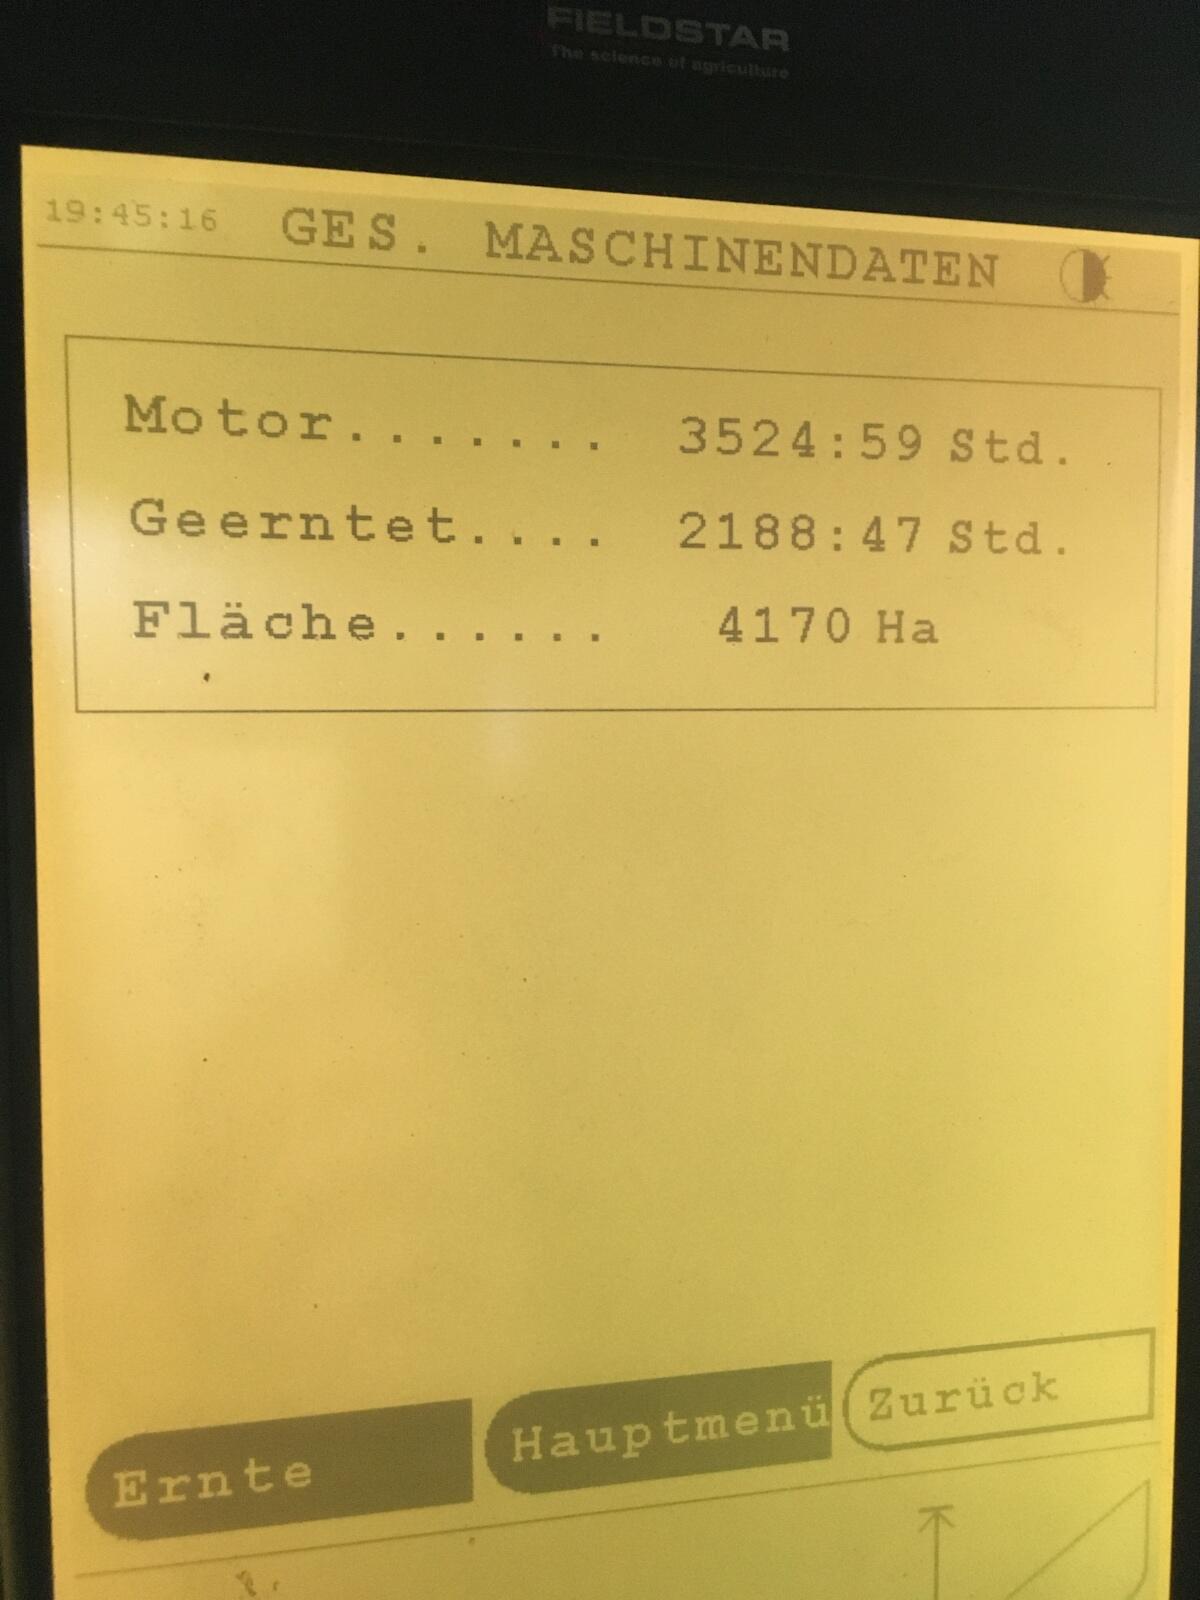 FIELDSTAR
The science of agriculture
19:45:16 GES. MASCHINENDATEN
Motor....... 3524:59 Std.
Geerntet.... 2188:47 Std.
Fläche...... 4170 Ha
Ernte Hauptmenü Zurück